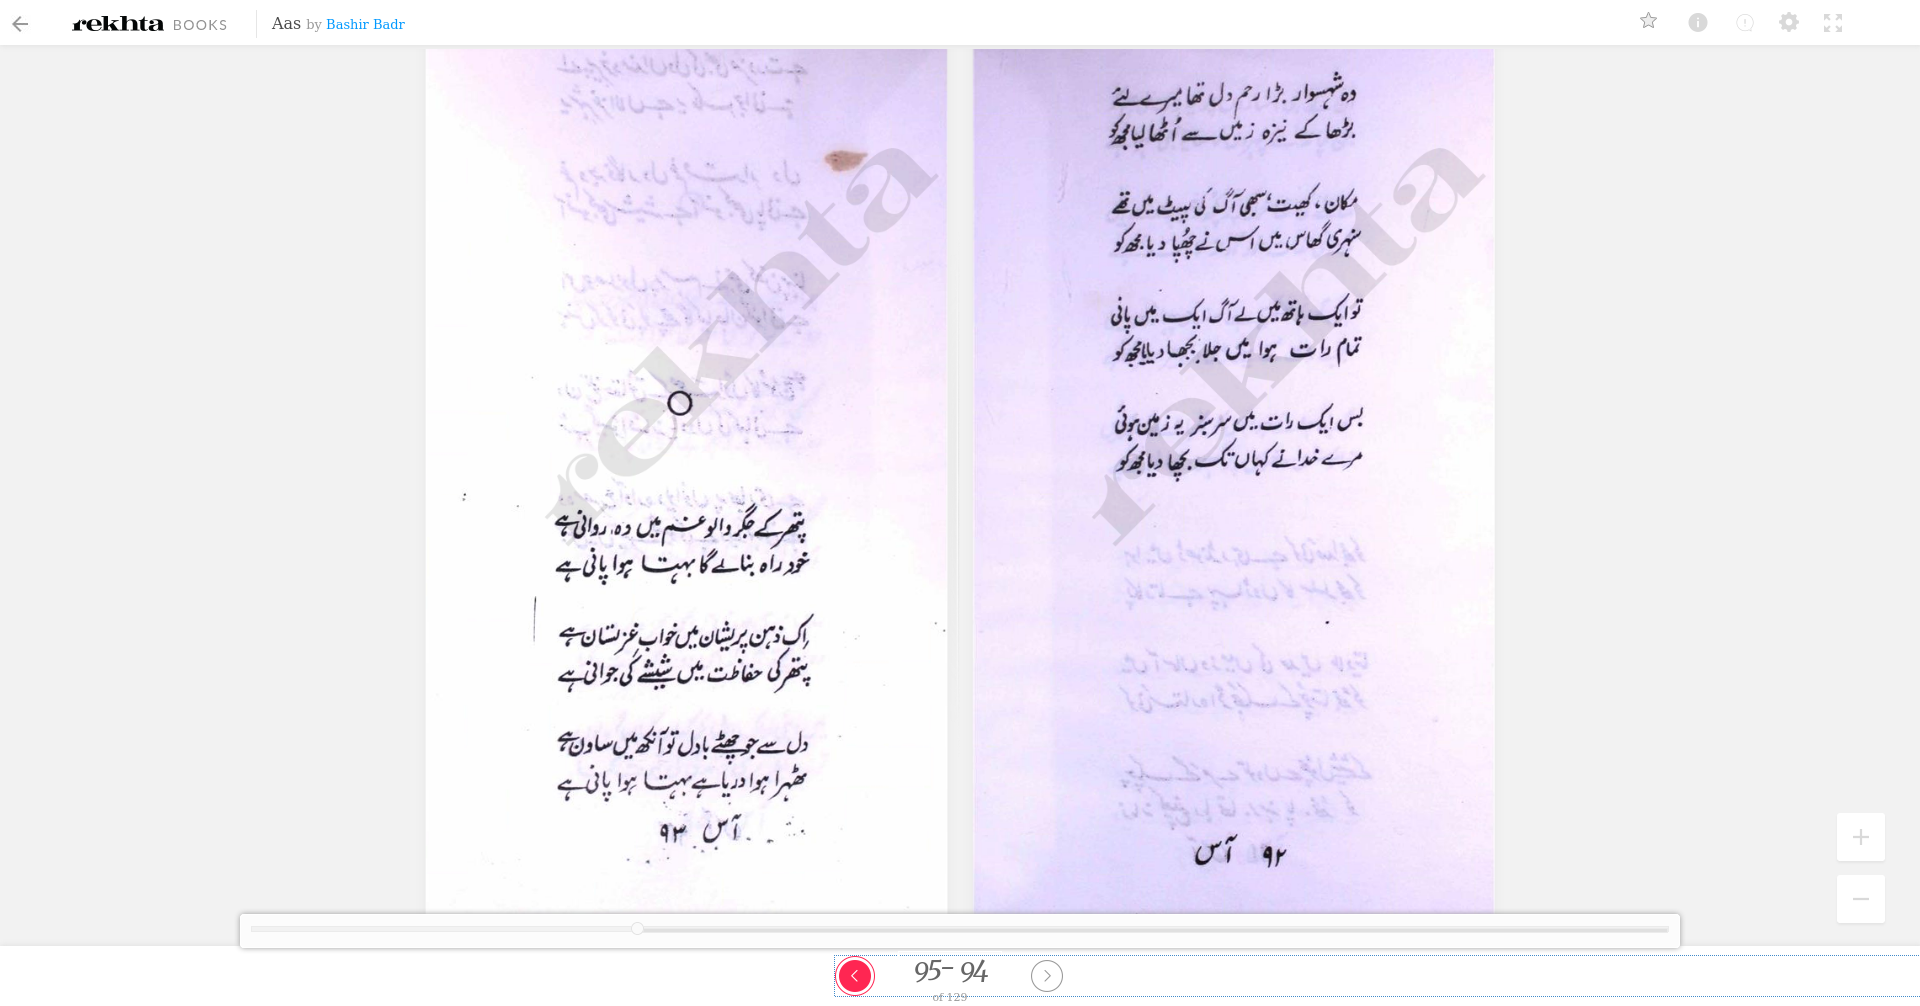 rekhta BOOKS Aas by Bashir Badr
وہ شہسوار بڑا رحم دل تھا میرے لئے
بڑھا کے نیزہ زمیں سے اُٹھا لیا مجھ کو
مکان، کھیت، سبھی آگ کی لپیٹ میں تھے
سنہری گھاس میں اس نے چھُپا دیا مجھ کو
تو ایک ہاتھ میں لے آگ ایک میں پانی
تمام رات ہوا میں جلا بجھا دیا مجھ کو
بس ایک رات میں سرسبز یہ زمین ہوئی
مرے خدا نے کہاں تک بچھا دیا مجھ کو
۹۲ آس
پتھر کے جگر والو غم میں وہ روانی ہے
خود راہ بنا لے گا بہتا ہوا پانی ہے
اِک ذہنِ پریشاں میں خوابِ غزلستاں ہے
پتھر کی حفاظت میں شیشے کی جوانی ہے
دل سے جو چھٹے بادل تو آنکھ میں ساون ہے
ٹھہرا ہوا دریا ہے بہتا ہوا پانی ہے
آس ۹۳
rekhta
rekhta
95- 94
of 129